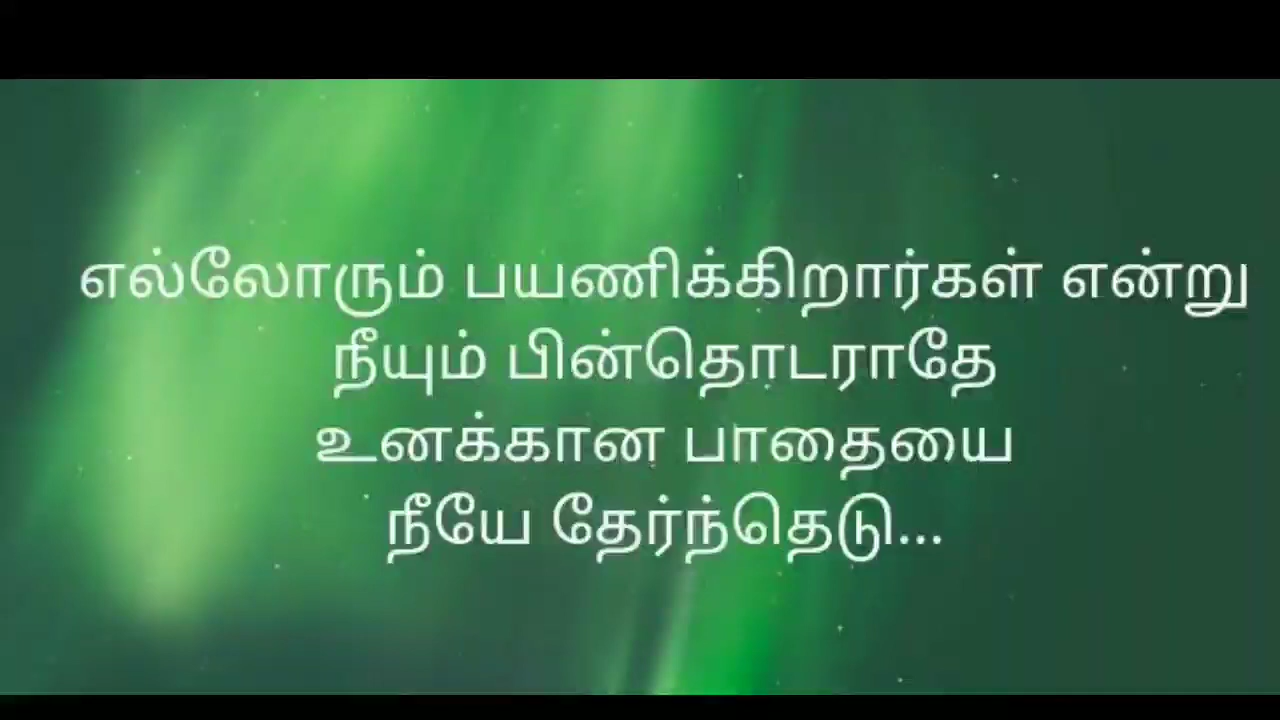 எல்லோரும் பயணிக்கிறார்கள் என்று
நீயும் பின்தொடராதே
உனக்கான பாதையை
நீயே தேர்ந்தெடு...